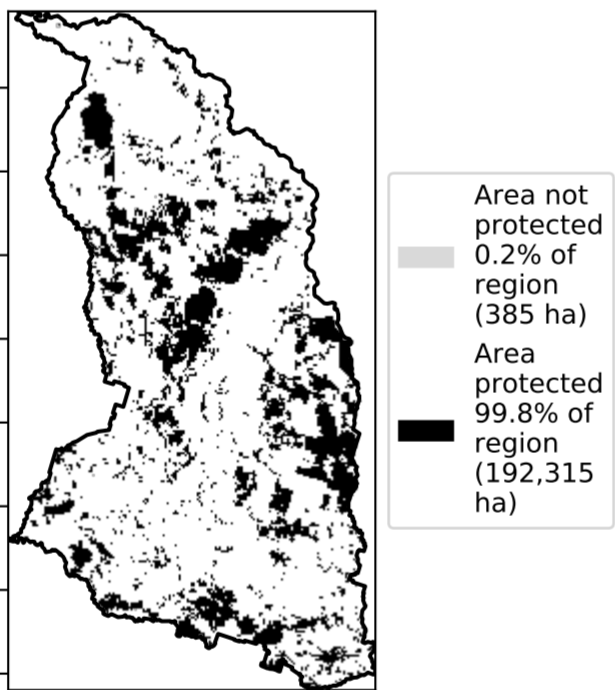 Area not
protected
0.2% of
region
(385 ha)
Area
protected
99.8% of
region
(192,315
ha)